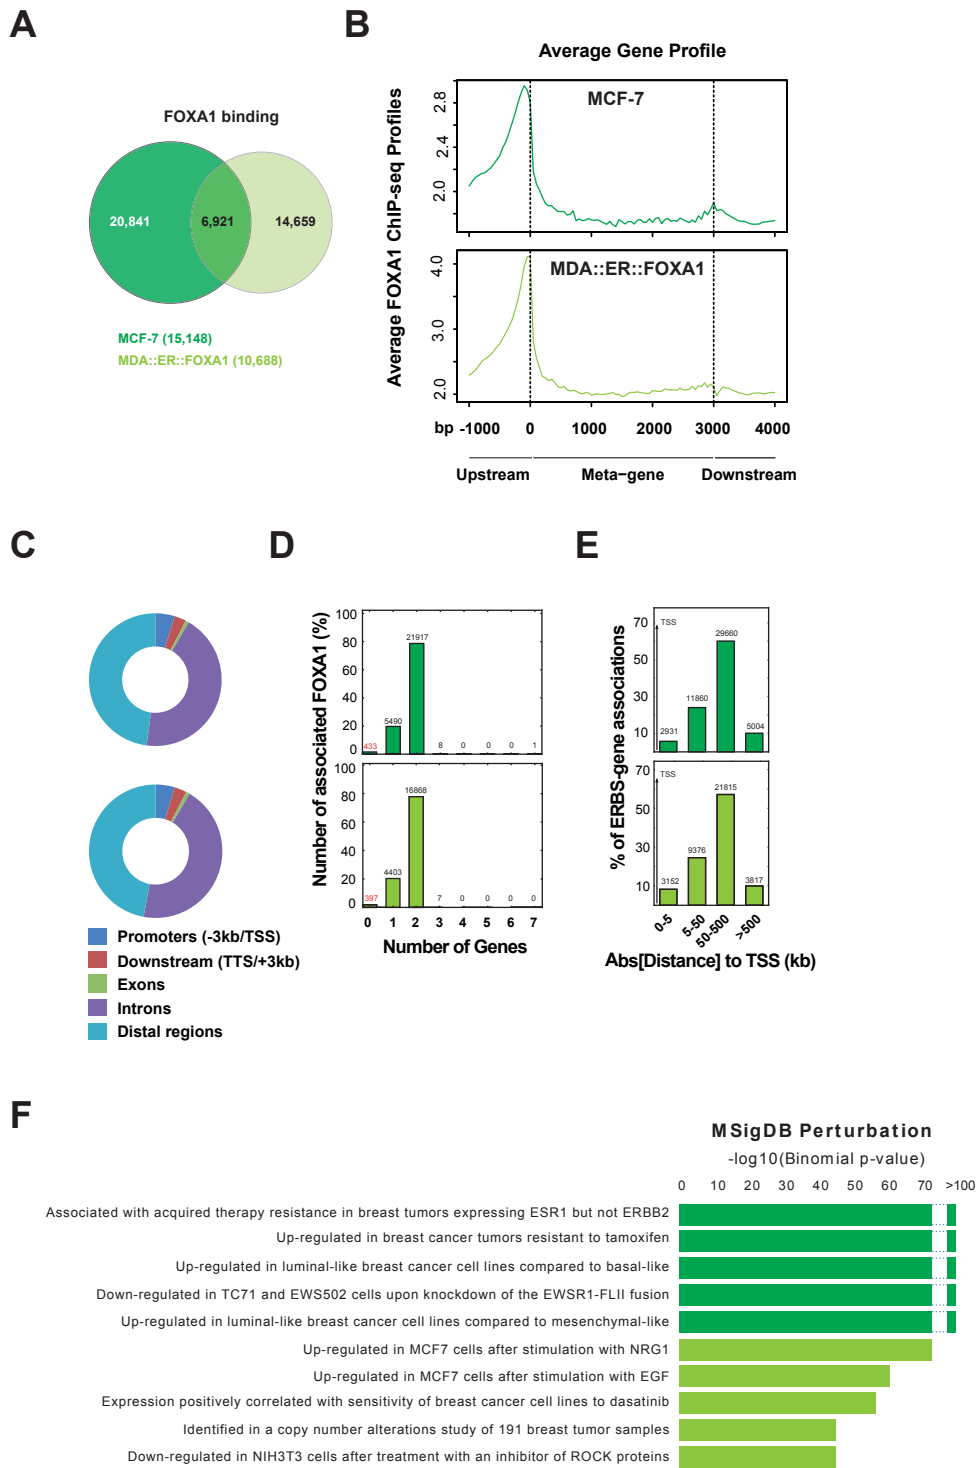 A
FOXA1 binding
20,841
6,921
14,659
MCF-7 (15,148)
MDA::ER::FOXA1 (10,688)
B
Average Gene Profile
Average FOXA1 ChIP-seq Profiles
MCF-7
2.8
2.4
2.0
MDA::ER::FOXA1
4.0
3.0
2.0
bp -1000 0 1000 2000 3000 4000
Upstream Meta−gene Downstream
C
Promoters (-3kb/TSS)
Downstream (TTS/+3kb)
Exons
Introns
Distal regions
D
Number of associated FOXA1 (%)
100
80
60
40
20
0
433 5490 21917 8 0 0 0 1
100
80
60
40
20
0
397 4403 16868 7 0 0 0 0
0 1 2 3 4 5 6 7
Number of Genes
E
% of ERBS-gene associations
70
50
30
10
TSS
2931 11860 29660 5004
70
50
30
10
TSS
3152 9376 21815 3817
0-5 5-50 50-500 >500
Abs[Distance] to TSS (kb)
F
MSigDB Perturbation
-log10(Binomial p-value)
0 10 20 30 40 50 60 70 >100
Associated with acquired therapy resistance in breast tumors expressing ESR1 but not ERBB2
Up-regulated in breast cancer tumors resistant to tamoxifen
Up-regulated in luminal-like breast cancer cell lines compared to basal-like
Down-regulated in TC71 and EWS502 cells upon knockdown of the EWSR1-FLII fusion
Up-regulated in luminal-like breast cancer cell lines compared to mesenchymal-like
Up-regulated in MCF7 cells after stimulation with NRG1
Up-regulated in MCF7 cells after stimulation with EGF
Expression positively correlated with sensitivity of breast cancer cell lines to dasatinib
Identified in a copy number alterations study of 191 breast tumor samples
Down-regulated in NIH3T3 cells after treatment with an inhibitor of ROCK proteins